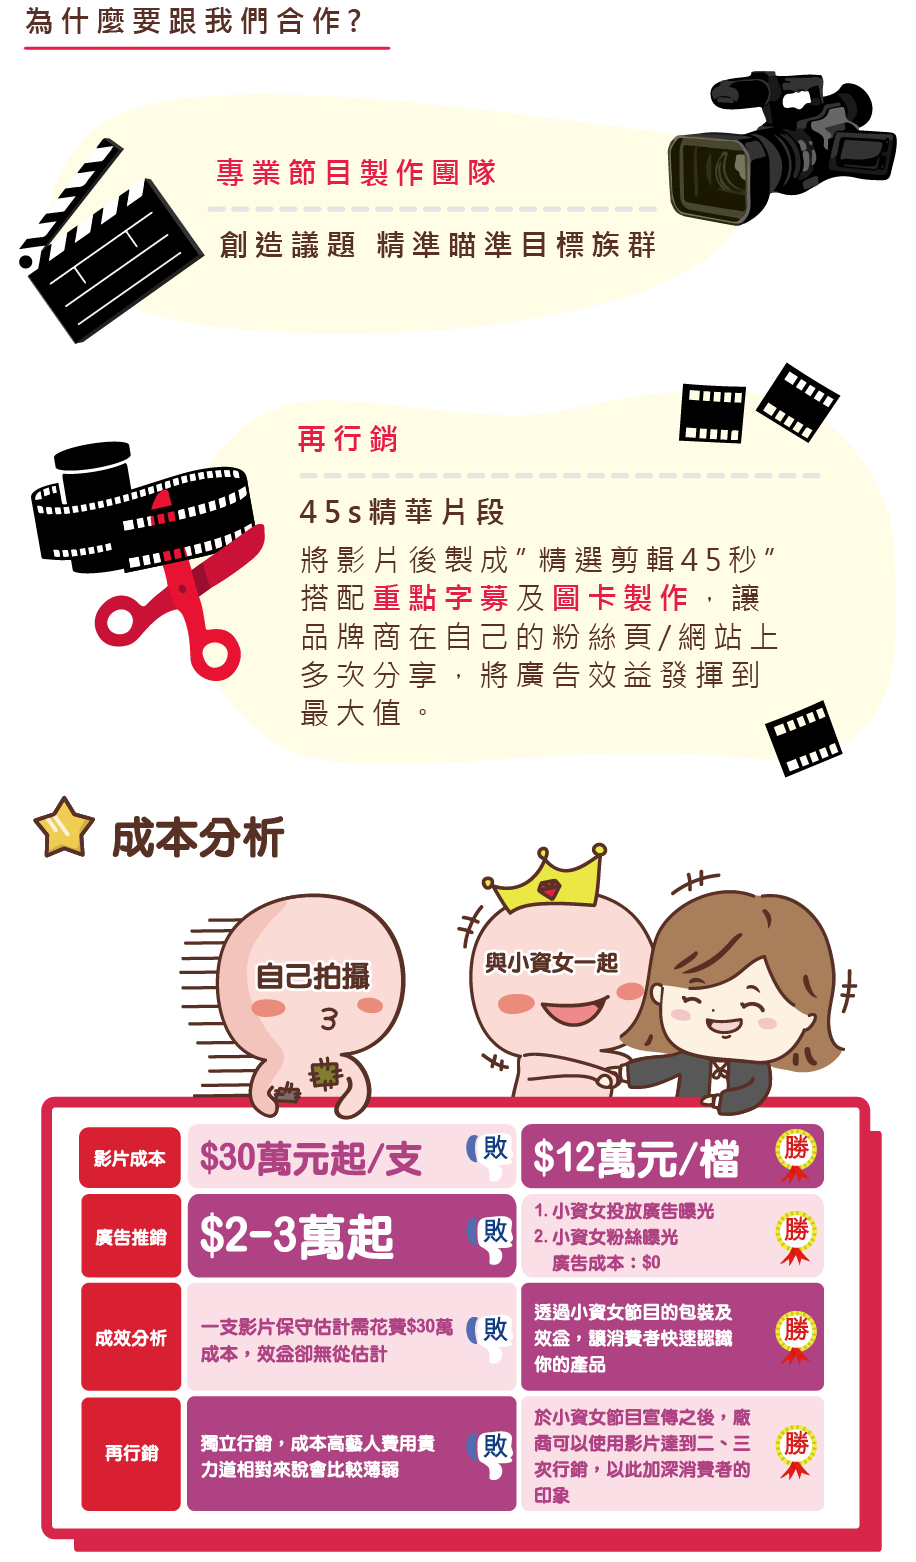 為什麼要跟我們合作?
專業節目製作團隊
創造議題 精準瞄準目標族群
再行銷
45s精華片段
將影片後製成”精選剪輯45秒”
搭配重點字募及圖卡製作，讓
品牌商在自己的粉絲頁/網站上
多次分享，將廣告效益發揮到
最大值。
成本分析
自己拍攝
與小資女一起
影片成本
$30萬元起/支
敗
$12萬元/檔
勝
廣告推銷
$2-3萬起
敗
1. 小資女投放廣告曝光
2. 小資女粉絲曝光
廣告成本：$0
勝
成效分析
一支影片保守估計需花費$30萬
成本，效益卻無從估計
敗
透過小資女節目的包裝及
效益，讓消費者快速認識
你的產品
勝
再行銷
獨立行銷，成本高藝人費用貴
力道相對來說會比較薄弱
敗
於小資女節目宣傳之後，廠
商可以使用影片達到二、三
次行銷，以此加深消費者的
印象
勝